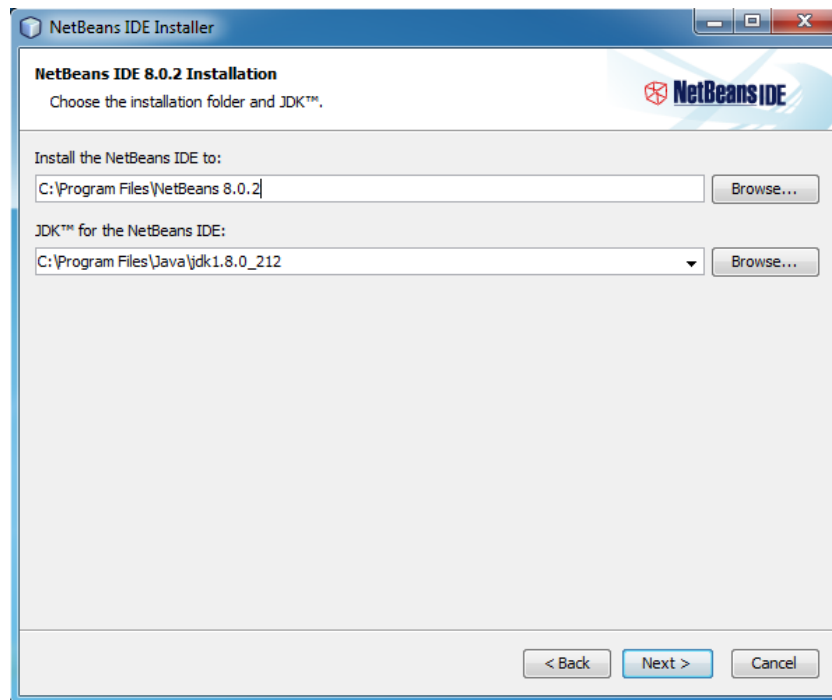 NetBeans IDE Installer
NetBeans IDE 8.0.2 Installation
Choose the installation folder and JDK™.
NetBeans IDE
Install the NetBeans IDE to:
C:\Program Files\NetBeans 8.0.2
Browse...
JDK™ for the NetBeans IDE:
C:\Program Files\Java\jdk1.8.0_212
Browse...
< Back
Next >
Cancel